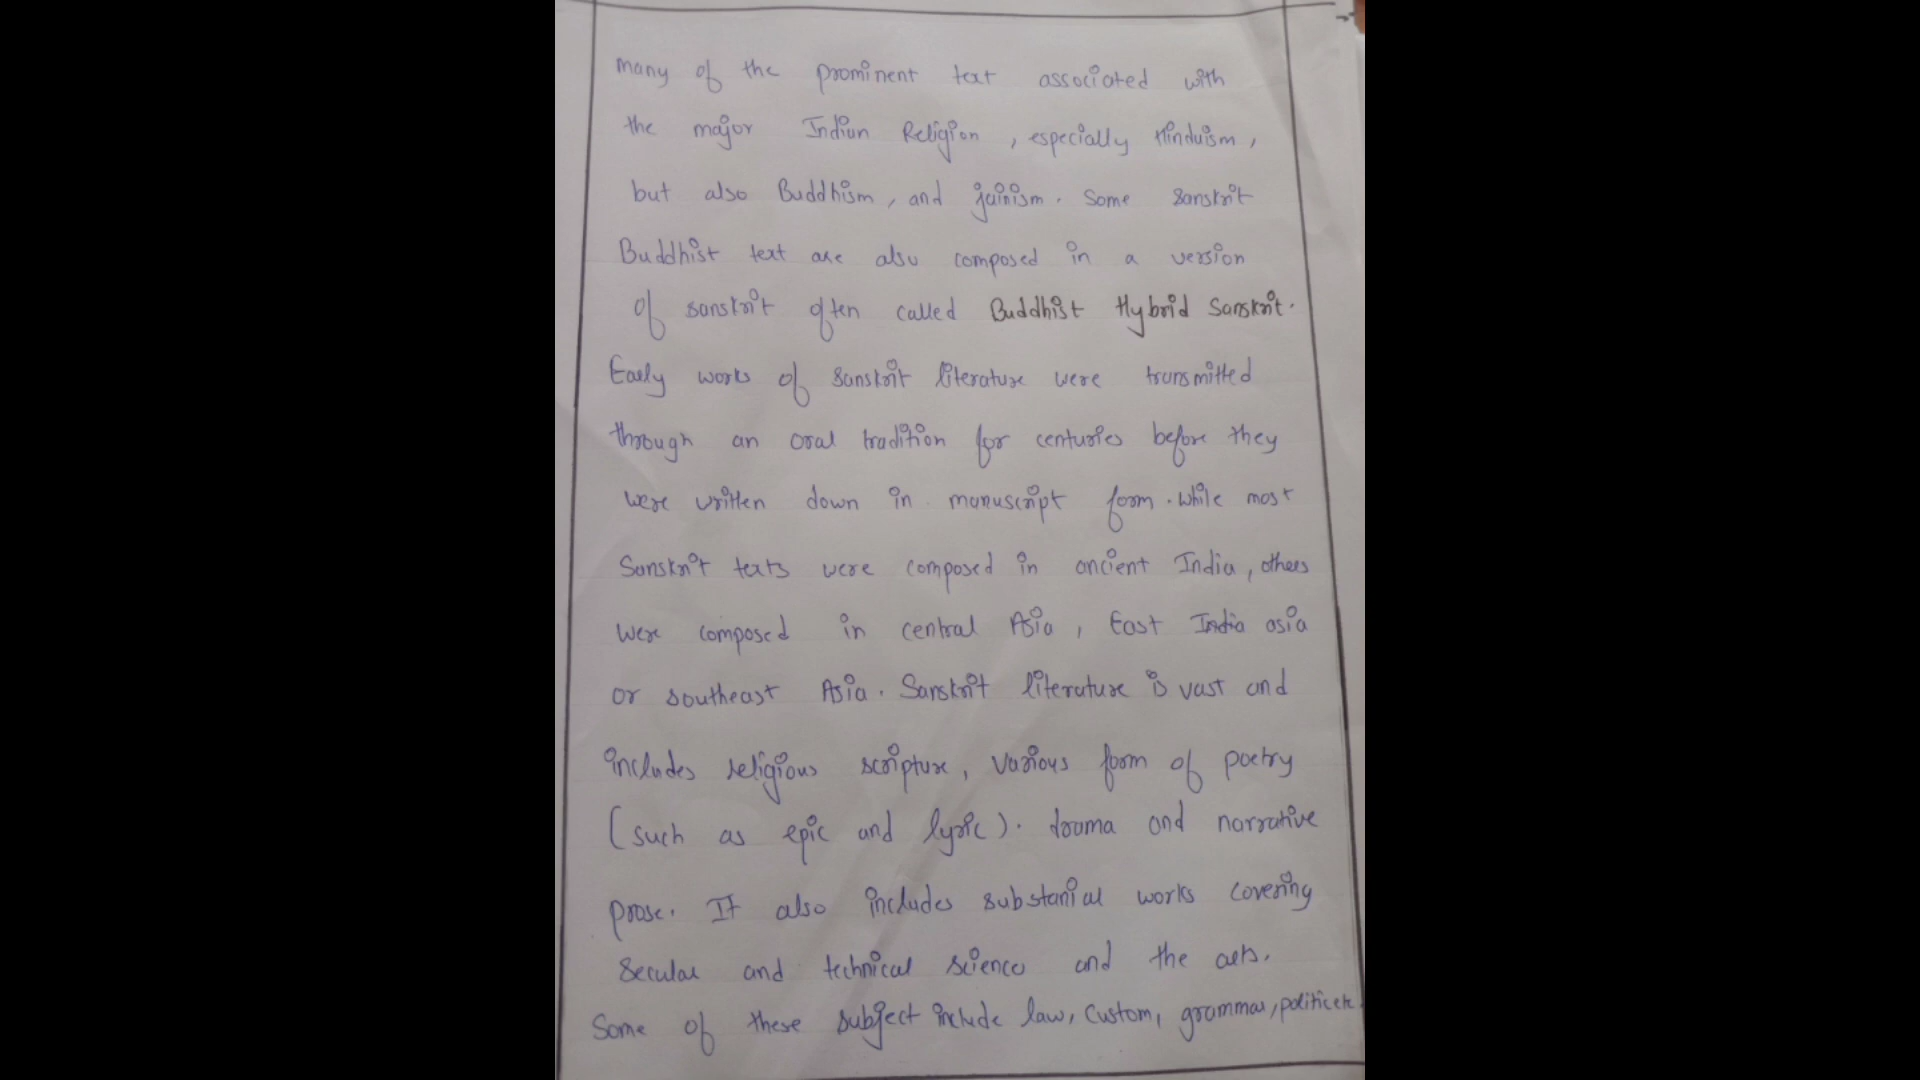 many of the prominent text associated with
the major Indian Religion, especially Hinduism,
but also Buddhism, and jainism. Some sanskrit
Buddhist text are also composed in a version
of sanskrit often called Buddhist Hybrid Sanskrit.
Early works of Sanskrit literature were transmitted
through an oral tradition for centuries before they
were written down in manuscript form. while most
Sanskrit texts were composed in ancient India, others
were composed in central Asia, East India asia
or southeast Asia. Sanskrit literature is vast and
includes religious scripture, various form of poetry
(such as epic and lyric). drama and narrative
prose. It also includes substanial works covering
secular and technical science and the arts.
Some of these subject include law, custom, grammar, politic etc